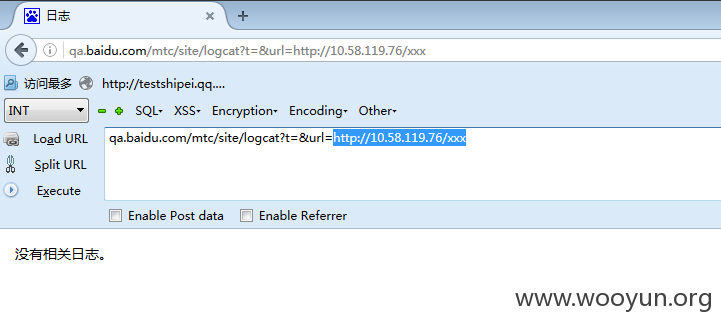 日志
qa.baidu.com/mtc/site/logcat?t=&url=http://10.58.119.76/xxx
访问最多 http://testshipei.qq....
INT SQL XSS Encryption Encoding Other
Load URL qa.baidu.com/mtc/site/logcat?t=&url=http://10.58.119.76/xxx
Split URL
Execute
Enable Post data Enable Referrer
没有相关日志。
www.wooyun.org